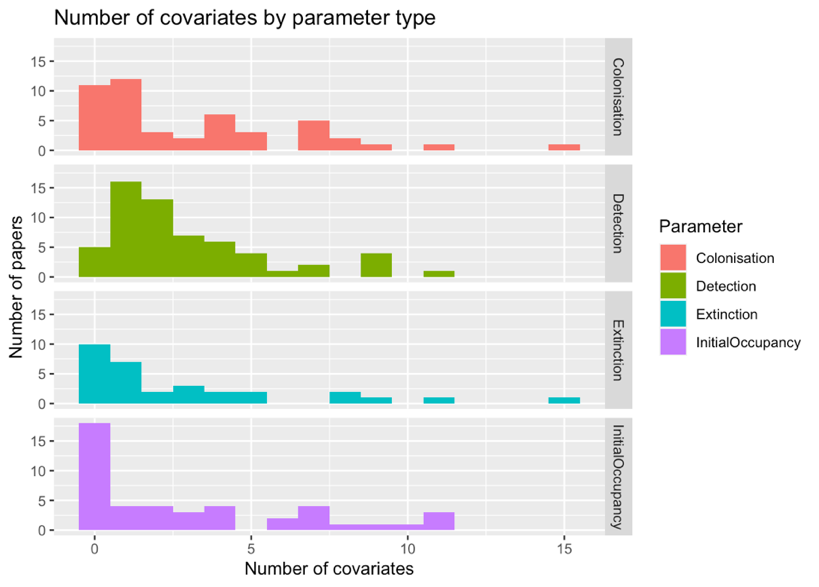 Number of covariates by parameter type
15
10
5
0
Colonisation
15
10
5
0
Detection
15
10
5
0
Extinction
15
10
5
0
InitialOccupancy
0 5 10 15
Number of covariates
Number of papers
Parameter
Colonisation
Detection
Extinction
InitialOccupancy